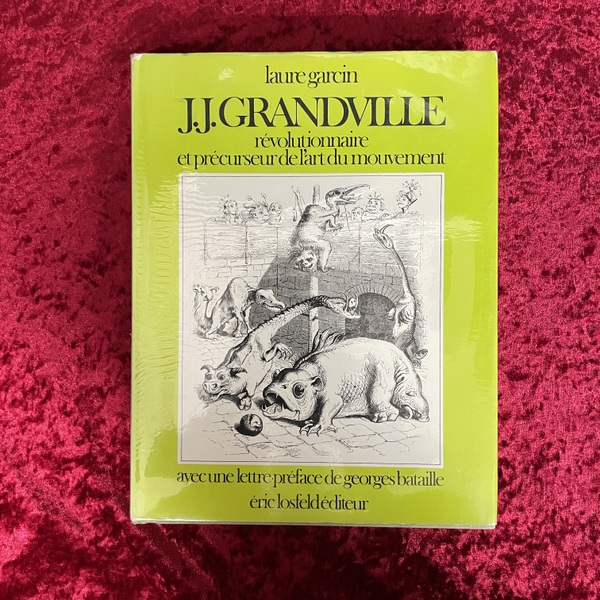 laure garcin
J.J. GRANDVILLE
révolutionnaire
et précurseur de l'art du mouvement
avec une lettre-préface de georges bataille
éric losfeld éditeur